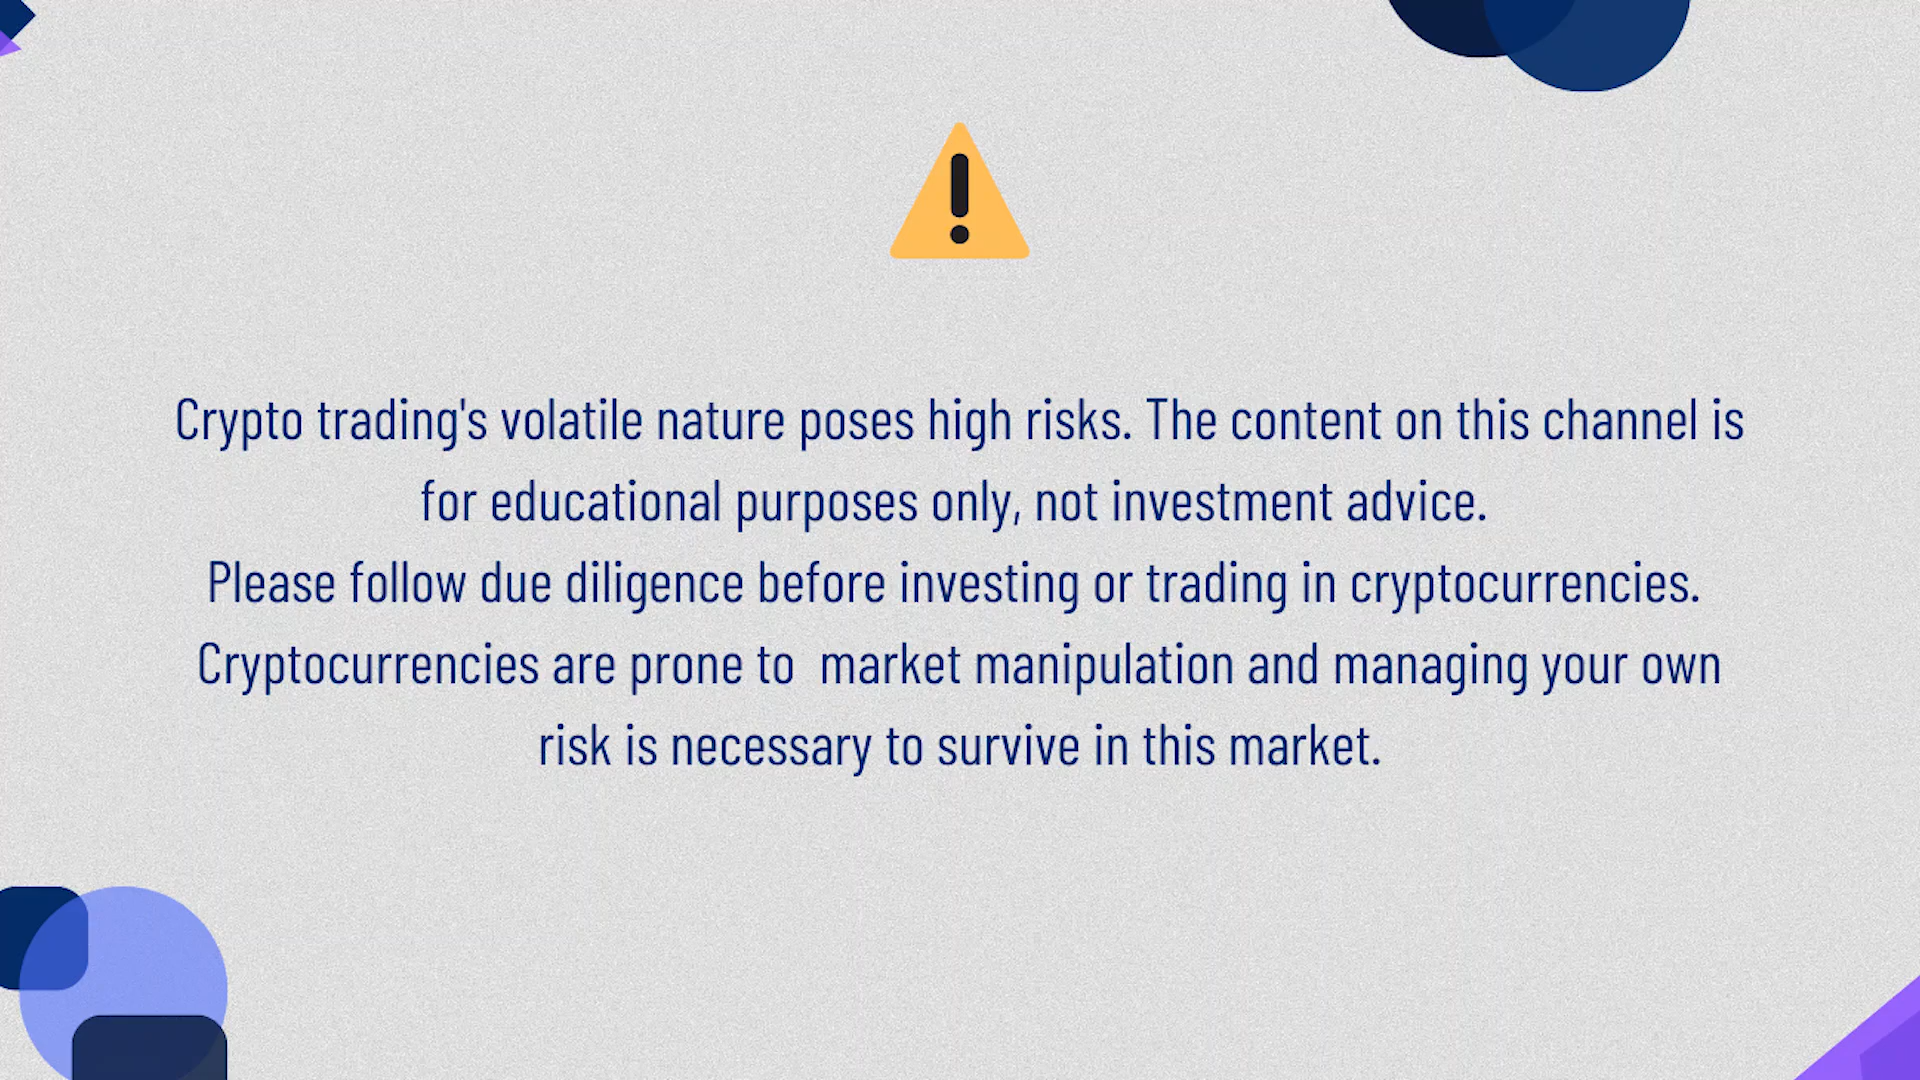 Crypto trading's volatile nature poses high risks. The content on this channel is
for educational purposes only, not investment advice.
Please follow due diligence before investing or trading in cryptocurrencies.
Cryptocurrencies are prone to  market manipulation and managing your own
risk is necessary to survive in this market.